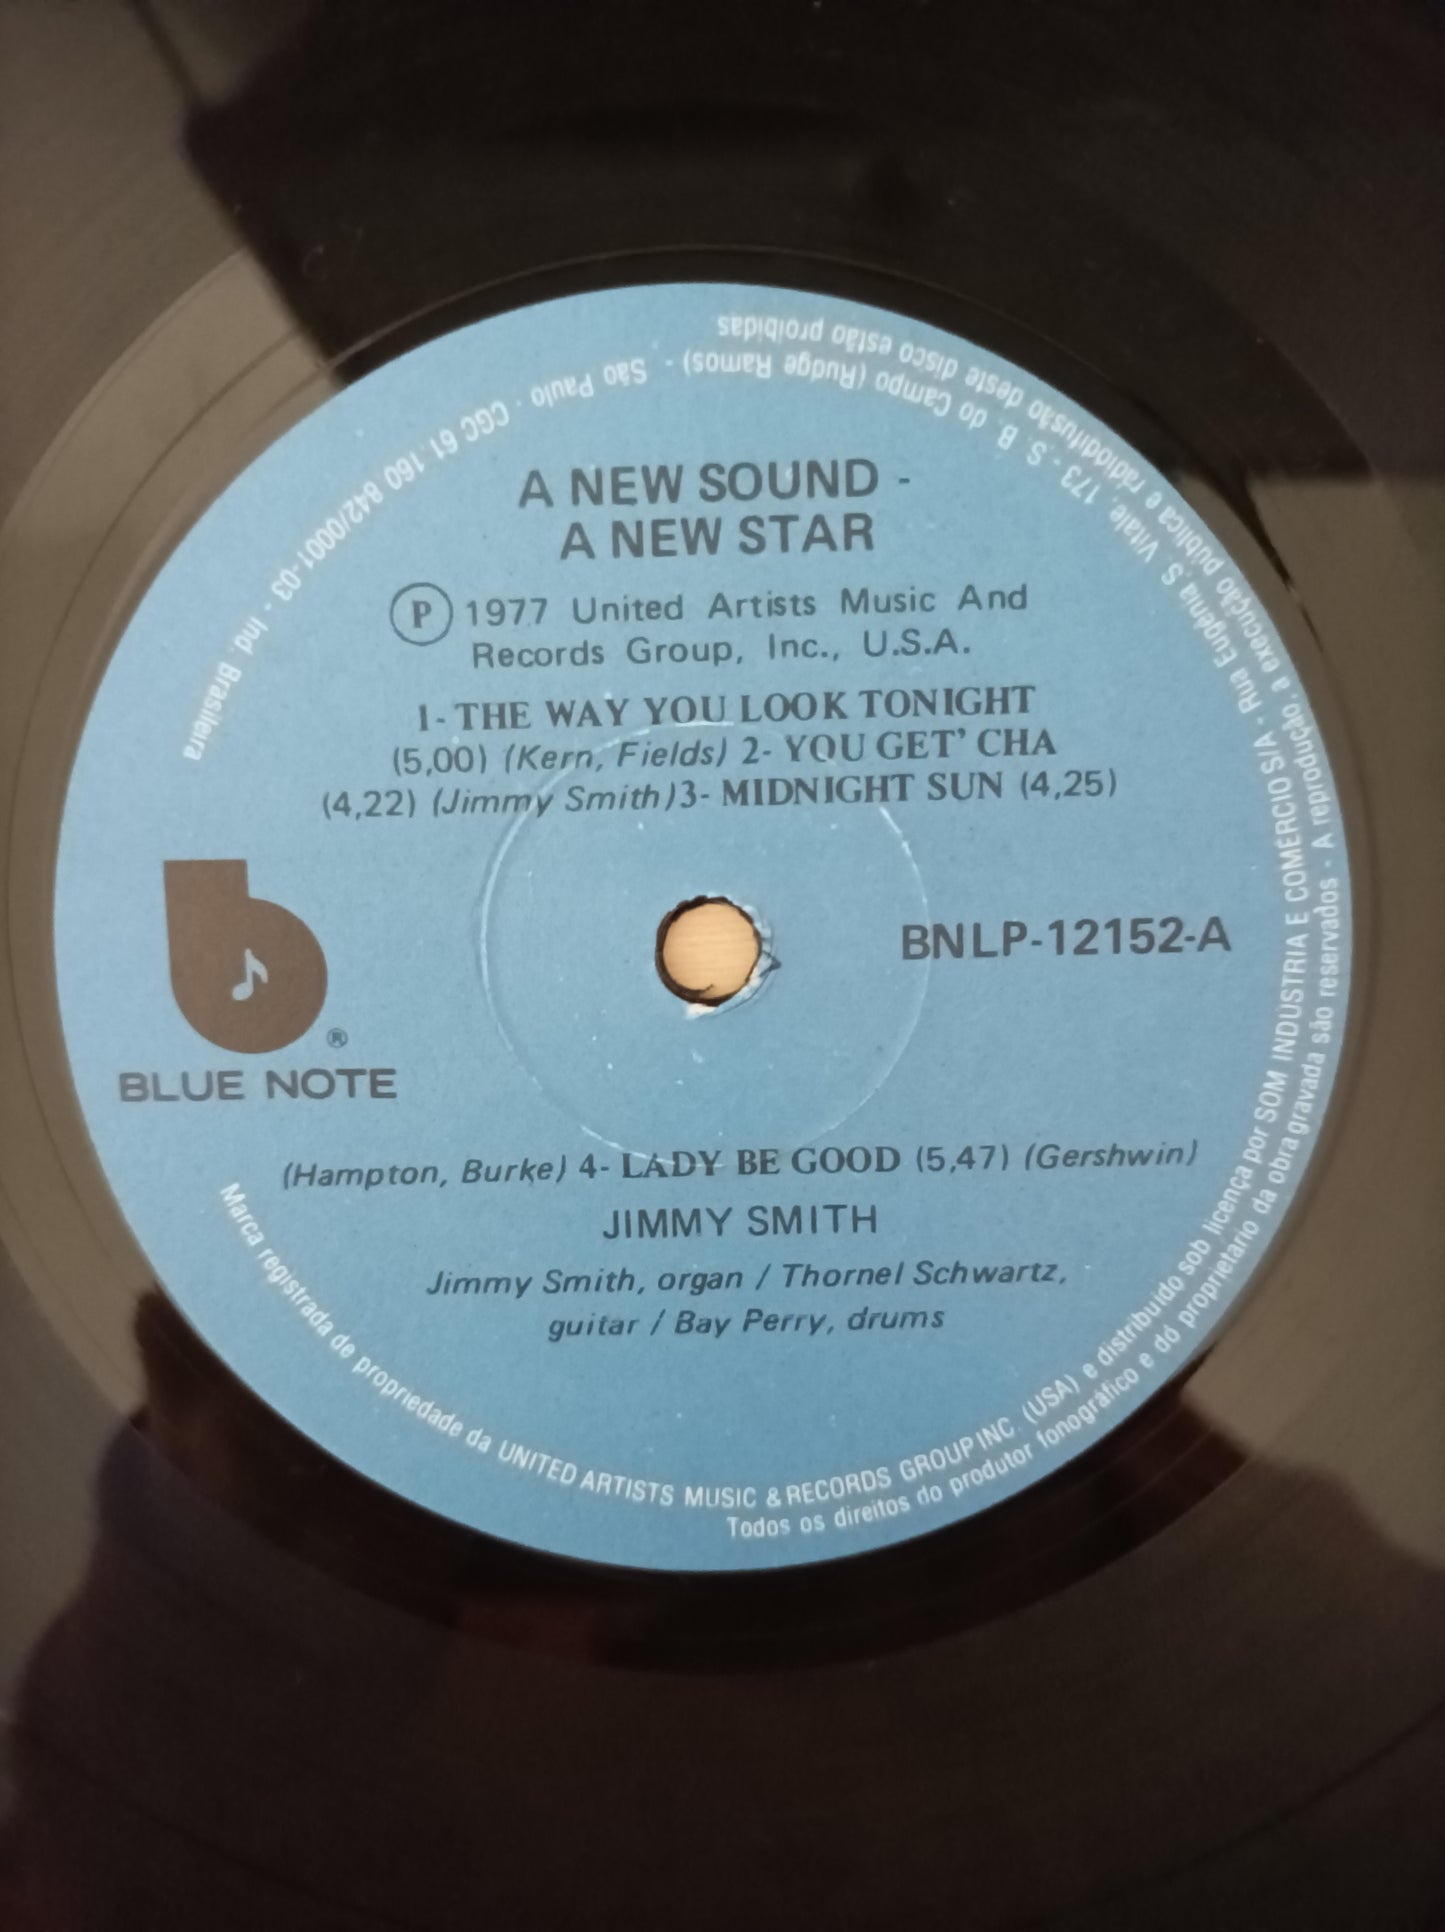 A NEW SOUND -
A NEW STAR
P 1977 United Artists Music And
Records Group, Inc., U.S.A.
1- THE WAY YOU LOOK TONIGHT
(5,00) (Kern, Fields) 2- YOU GET' CHA
(4,22) (Jimmy Smith) 3- MIDNIGHT SUN (4,25)
b ®
BLUE NOTE
BNLP-12152-A
(Hampton, Burke) 4- LADY BE GOOD (5,47) (Gershwin)
JIMMY SMITH
Jimmy Smith, organ / Thornel Schwartz,
guitar / Bay Perry, drums
Marca registrada de propriedade da UNITED ARTISTS MUSIC & RECORDS GROUP INC. (USA) e distribuido sob licença por SOM INDUSTRIA E COMERCIO S/A - Rua Eugênia S. Vitale, 173 - S. B. do Campo (Rudge Ramos) - São Paulo - CGC 61.160.842/0001-03 - Ind. Brasileira
Todos os direitos do produtor fonográfico e dó proprietario da obra gravada são reservados - A reprodução, a execução pública e radiodifusão deste disco estão proibidas